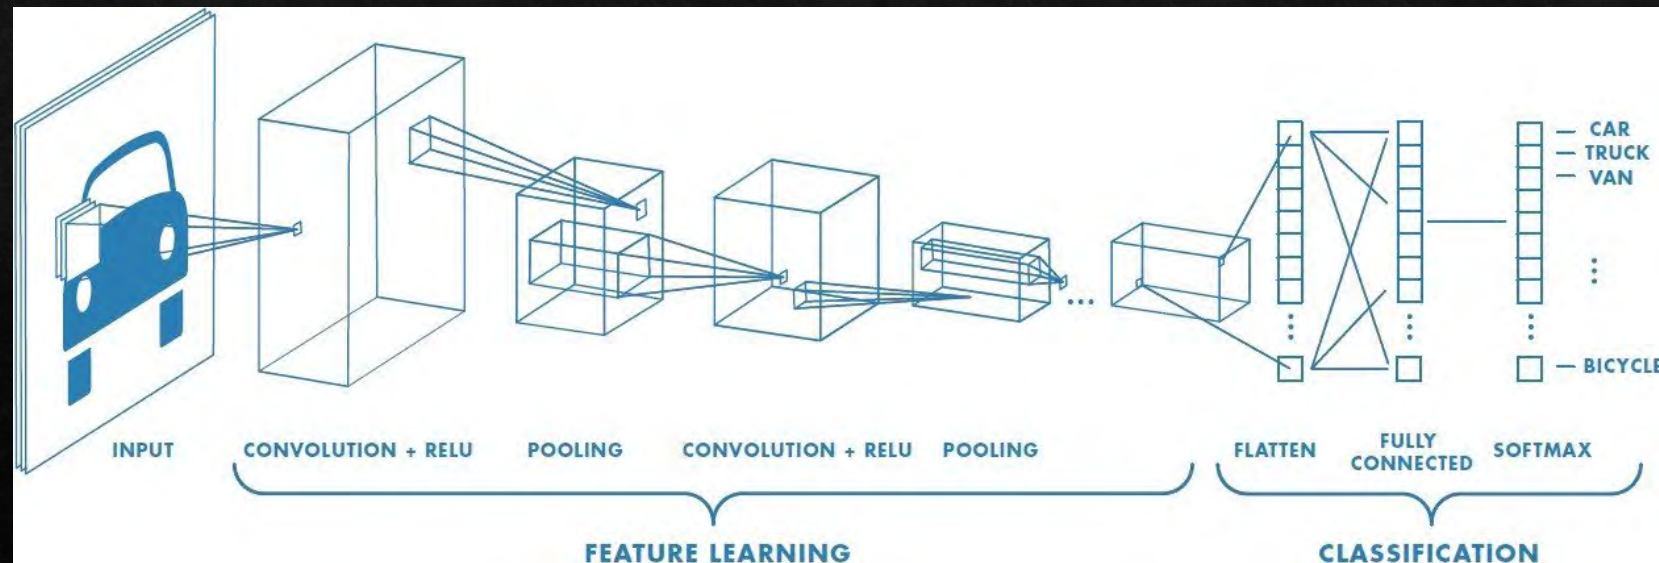 CAR
TRUCK
VAN
BICYCLE
INPUT
CONVOLUTION + RELU
POOLING
CONVOLUTION + RELU
POOLING
FLATTEN
FULLY
CONNECTED
SOFTMAX
FEATURE LEARNING
CLASSIFICATION